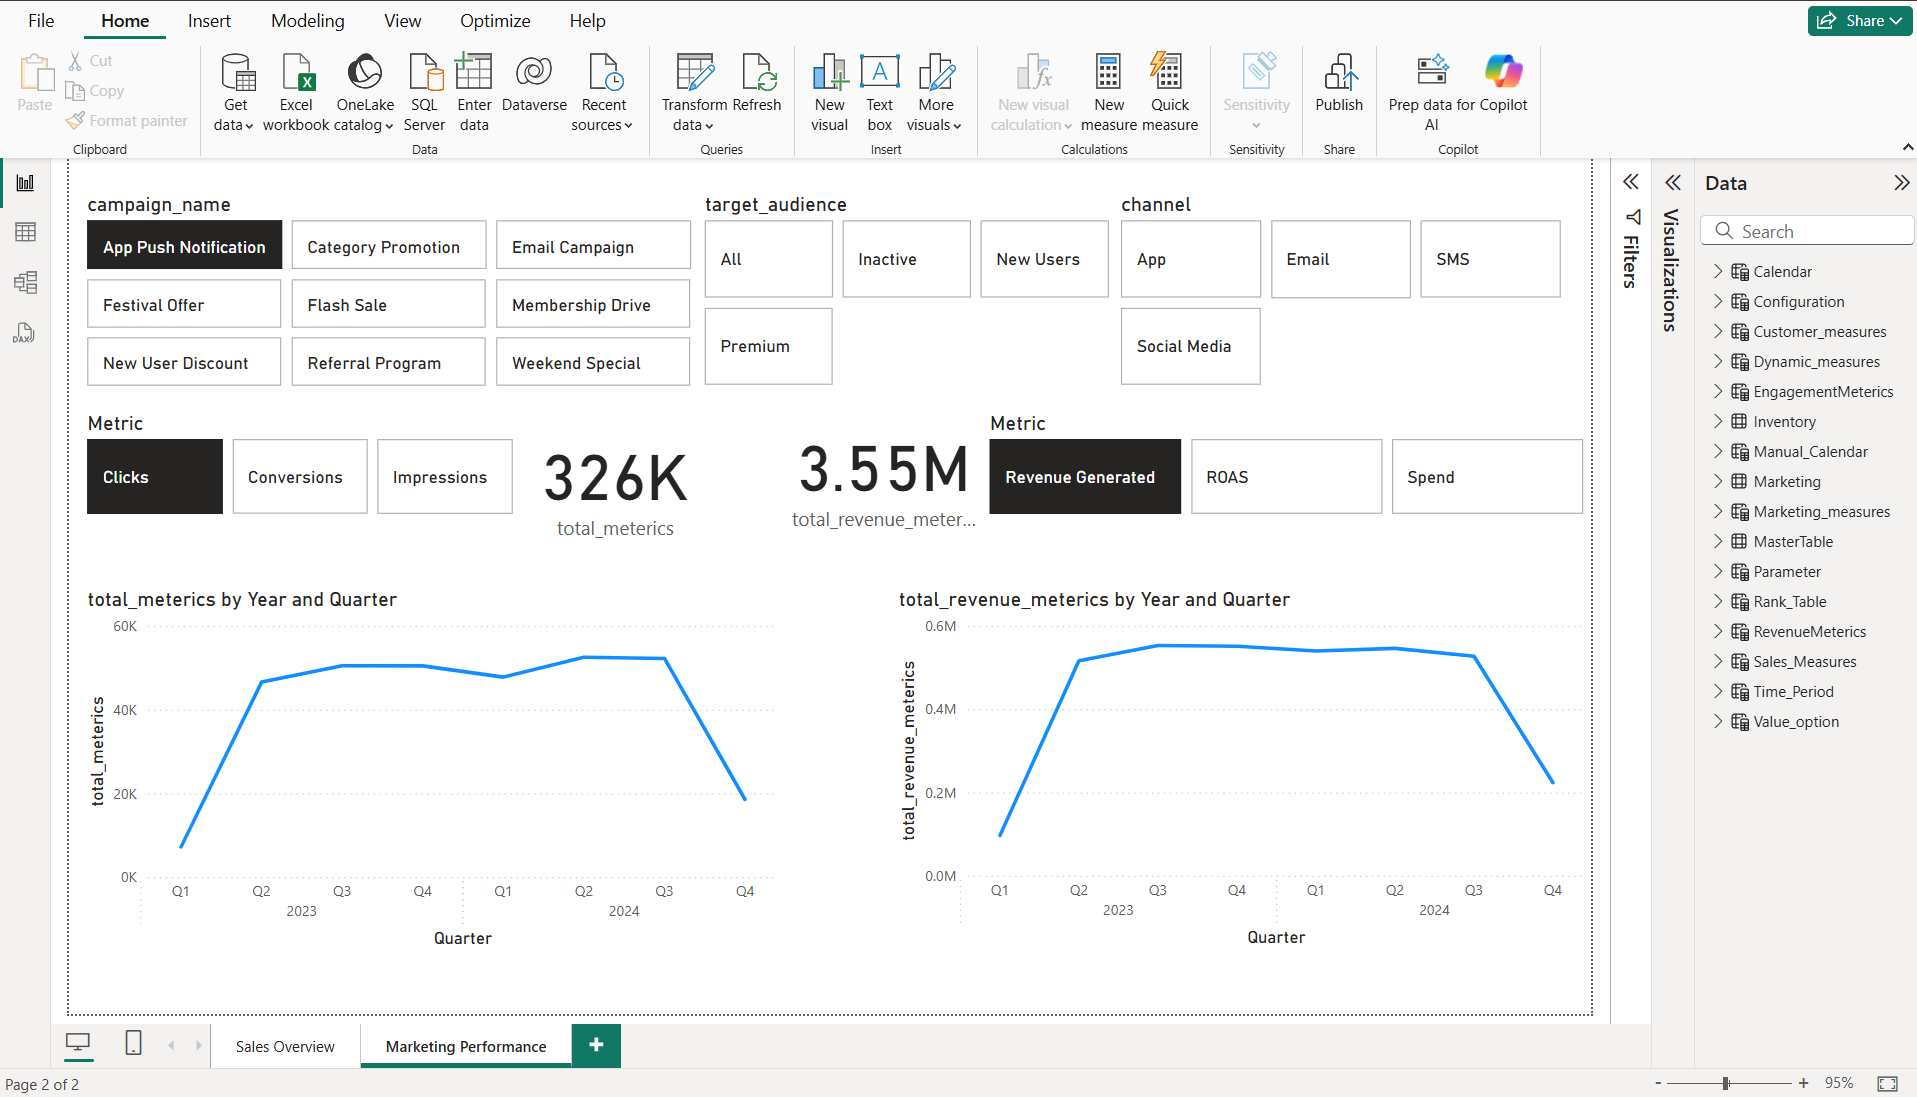 File Home Insert Modeling View Optimize Help Share
Paste
Cut
Copy
Format painter
Clipboard
Get data
Excel workbook
OneLake catalog
SQL Server
Enter data
Dataverse
Recent sources
Data
Transform data
Refresh
Queries
New visual
Text box
More visuals
Insert
New visual calculation
New measure
Quick measure
Calculations
Sensitivity
Sensitivity
Publish
Share
Prep data for AI
Copilot
Copilot
DAX
campaign_name
App Push Notification
Category Promotion
Email Campaign
Festival Offer
Flash Sale
Membership Drive
New User Discount
Referral Program
Weekend Special
target_audience
All
Inactive
New Users
Premium
channel
App
Email
SMS
Social Media
Metric
Clicks
Conversions
Impressions
326K
total_meterics
3.55M
total_revenue_meter...
Metric
Revenue Generated
ROAS
Spend
total_meterics by Year and Quarter
60K
40K
20K
0K
total_meterics
Q1 Q2 Q3 Q4 Q1 Q2 Q3 Q4
2023 2024
Quarter
total_revenue_meterics by Year and Quarter
0.6M
0.4M
0.2M
0.0M
total_revenue_meterics
Q1 Q2 Q3 Q4 Q1 Q2 Q3 Q4
2023 2024
Quarter
Filters
Visualizations
Data
Search
Calendar
Configuration
Customer_measures
Dynamic_measures
EngagementMeterics
Inventory
Manual_Calendar
Marketing
Marketing_measures
MasterTable
Parameter
Rank_Table
RevenueMeterics
Sales_Measures
Time_Period
Value_option
Sales Overview
Marketing Performance
+
Page 2 of 2
- + 95%